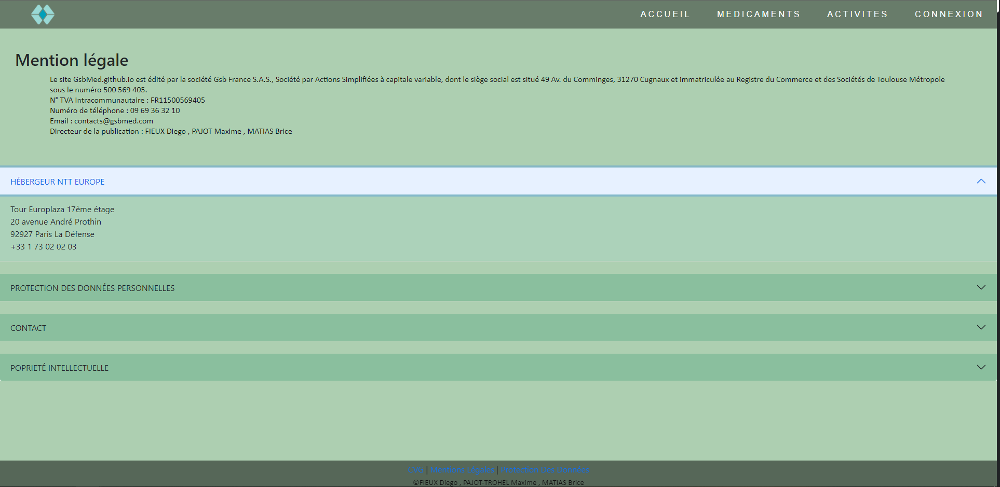 ACCUEIL MEDICAMENTS ACTIVITES CONNEXION
Mention légale
Le site GsbMed.github.io est édité par la société Gsb France S.A.S., Société par Actions Simplifiées à capitale variable, dont le siège social est situé 49 Av. du Comminges, 31270 Cugnaux et immatriculée au Registre du Commerce et des Sociétés de Toulouse Métropole
sous le numéro 500 569 405.
N° TVA Intracommunautaire : FR11500569405
Numéro de téléphone : 09 69 36 32 10
Email : contacts@gsbmed.com
Directeur de la publication : FIEUX Diego , PAJOT Maxime , MATIAS Brice
HÉBERGEUR NTT EUROPE
Tour Europlaza 17ème étage
20 avenue André Prothin
92927 Paris La Défense
+33 1 73 02 02 03
PROTECTION DES DONNÉES PERSONNELLES
CONTACT
POPRIETÉ INTELLECTUELLE
CVG | Mentions Légales | Protection Des Données
©FIEUX Diego , PAJOT-TROHEL Maxime , MATIAS Brice